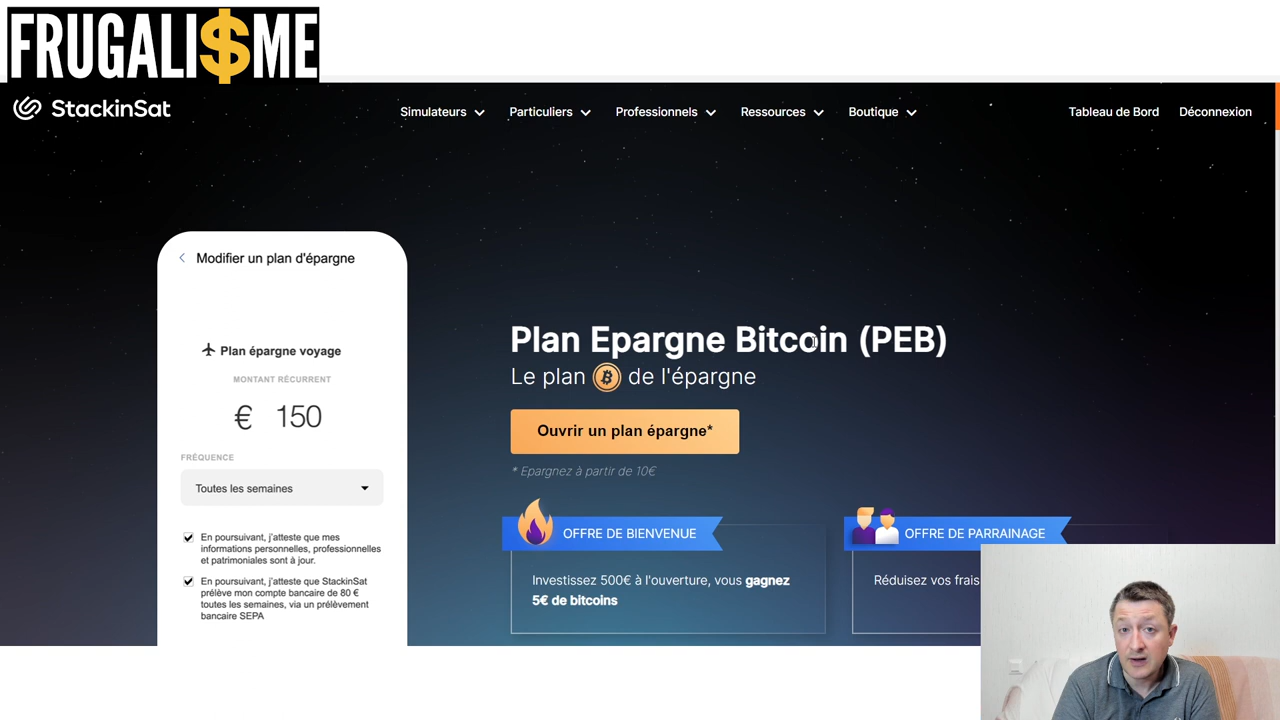 FRUGALI$ME
StackinSat
Simulateurs
Particuliers
Professionnels
Ressources
Boutique
Tableau de Bord
Déconnexion
Modifier un plan d'épargne
Plan épargne voyage
MONTANT RÉCURRENT
€ 150
FRÉQUENCE
Toutes les semaines
En poursuivant, j'atteste que mes
informations personnelles, professionnelles
et patrimoniales sont à jour.
En poursuivant, j'atteste que StackinSat
prélève mon compte bancaire de 80 €
toutes les semaines, via un prélèvement
bancaire SEPA
Plan Epargne Bitcoin (PEB)
Le plan ₿ de l'épargne
Ouvrir un plan épargne*
* Epargnez à partir de 10€
OFFRE DE BIENVENUE
Investissez 500€ à l'ouverture, vous gagnez
5€ de bitcoins
OFFRE DE PARRAINAGE
Réduisez vos frais